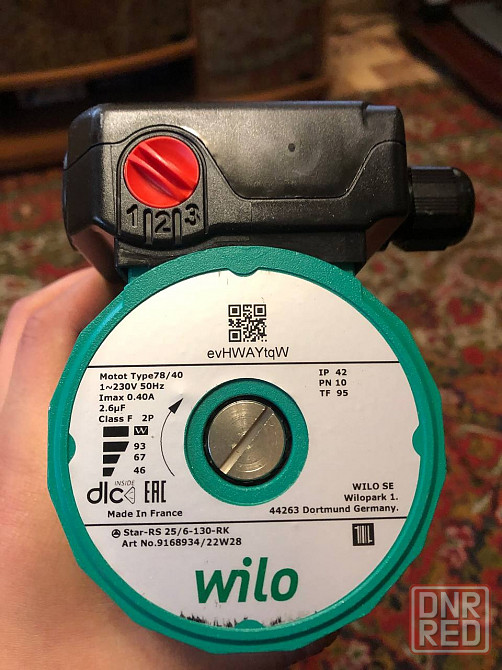 1 2 3
evHWAYtqW
Motot Type78/40
1~230V 50Hz
Imax 0.40A
2.6µF
Class F 2P
W
93
67
46
IP 42
PN 10
TF 95
INSIDE
dlc EAC
Made In France
WILO SE
Wilopark 1.
44263 Dortmund Germany.
Star-RS 25/6-130-RK
Art No.9168934/22W28
wilo
DNR
RED